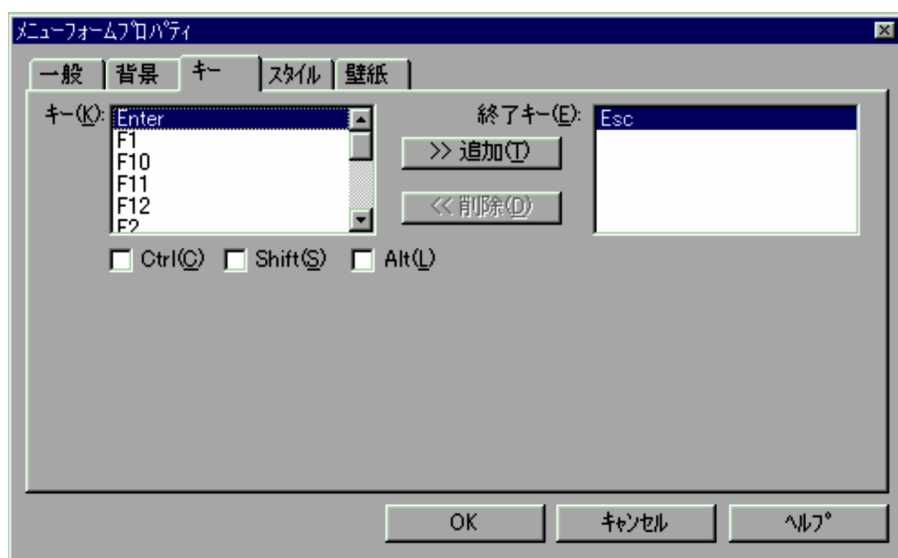 ﾒﾆｭｰﾌｫｰﾑﾌﾟﾛﾊﾟﾃｨ
一般 背景 キー ｽﾀｲﾙ 壁紙
キー(K):
Enter
F1
F10
F11
F12
F2
>> 追加(T)
<< 削除(D)
終了キー(E):
Esc
Ctrl(C) Shift(S) Alt(L)
OK ｷｬﾝｾﾙ ﾍﾙﾌﾟ